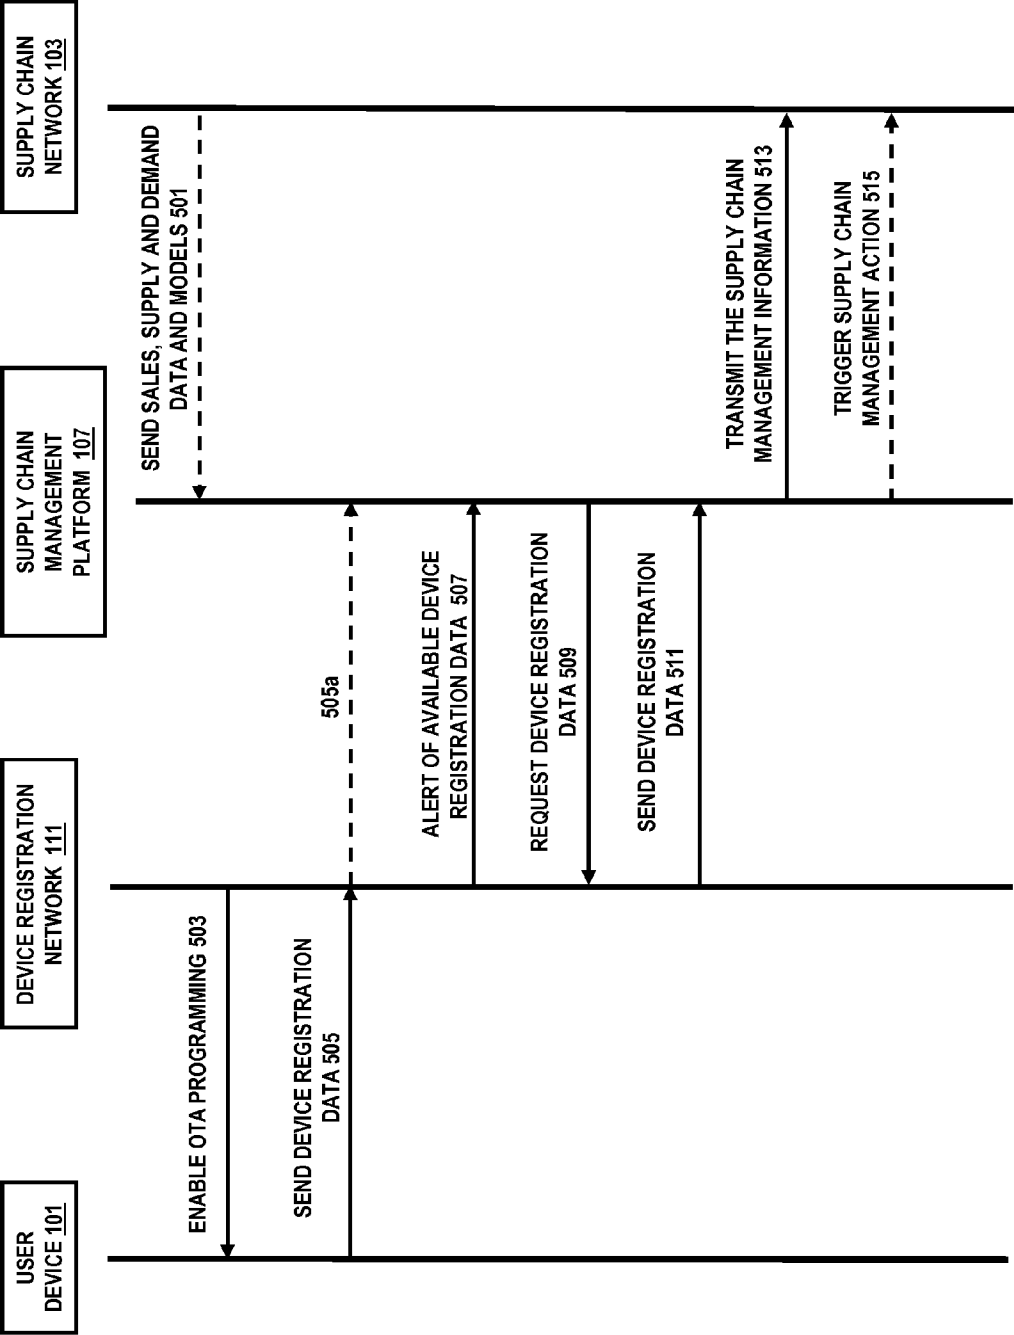 USER
DEVICE 101
DEVICE REGISTRATION
NETWORK 111
SUPPLY CHAIN
MANAGEMENT
PLATFORM 107
SUPPLY CHAIN
NETWORK 103
SEND SALES, SUPPLY AND DEMAND
DATA AND MODELS 501
ENABLE OTA PROGRAMMING 503
SEND DEVICE REGISTRATION
DATA 505
505a
ALERT OF AVAILABLE DEVICE
REGISTRATION DATA 507
REQUEST DEVICE REGISTRATION
DATA 509
SEND DEVICE REGISTRATION
DATA 511
TRANSMIT THE SUPPLY CHAIN
MANAGEMENT INFORMATION 513
TRIGGER SUPPLY CHAIN
MANAGEMENT ACTION 515